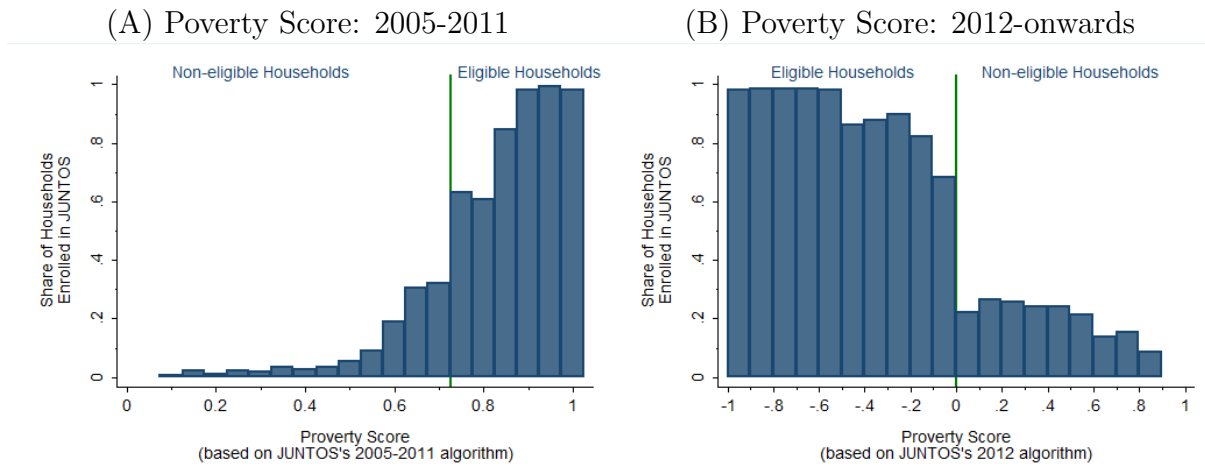 (A) Poverty Score: 2005-2011
Non-eligible Households
Eligible Households
Share of Households
Enrolled in JUNTOS
1
.8
.6
.4
.2
0
0 0.2 0.4 0.6 0.8 1
Proverty Score
(based on JUNTOS's 2005-2011 algorithm)
(B) Poverty Score: 2012-onwards
Eligible Households
Non-eligible Households
Share of Households
Enrolled in JUNTOS
1
.8
.6
.4
.2
0
-1 -.8 -.6 -.4 -.2 0 .2 .4 .6 .8 1
Proverty Score
(based on JUNTOS's 2012 algorithm)